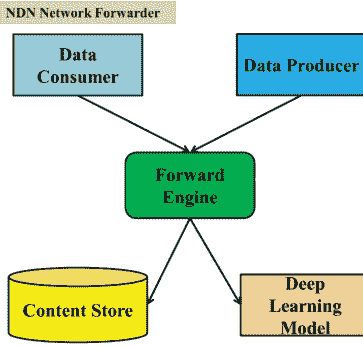 NDN Network Forwarder
Data
Consumer
Data Producer
Forward
Engine
Content Store
Deep
Learning
Model